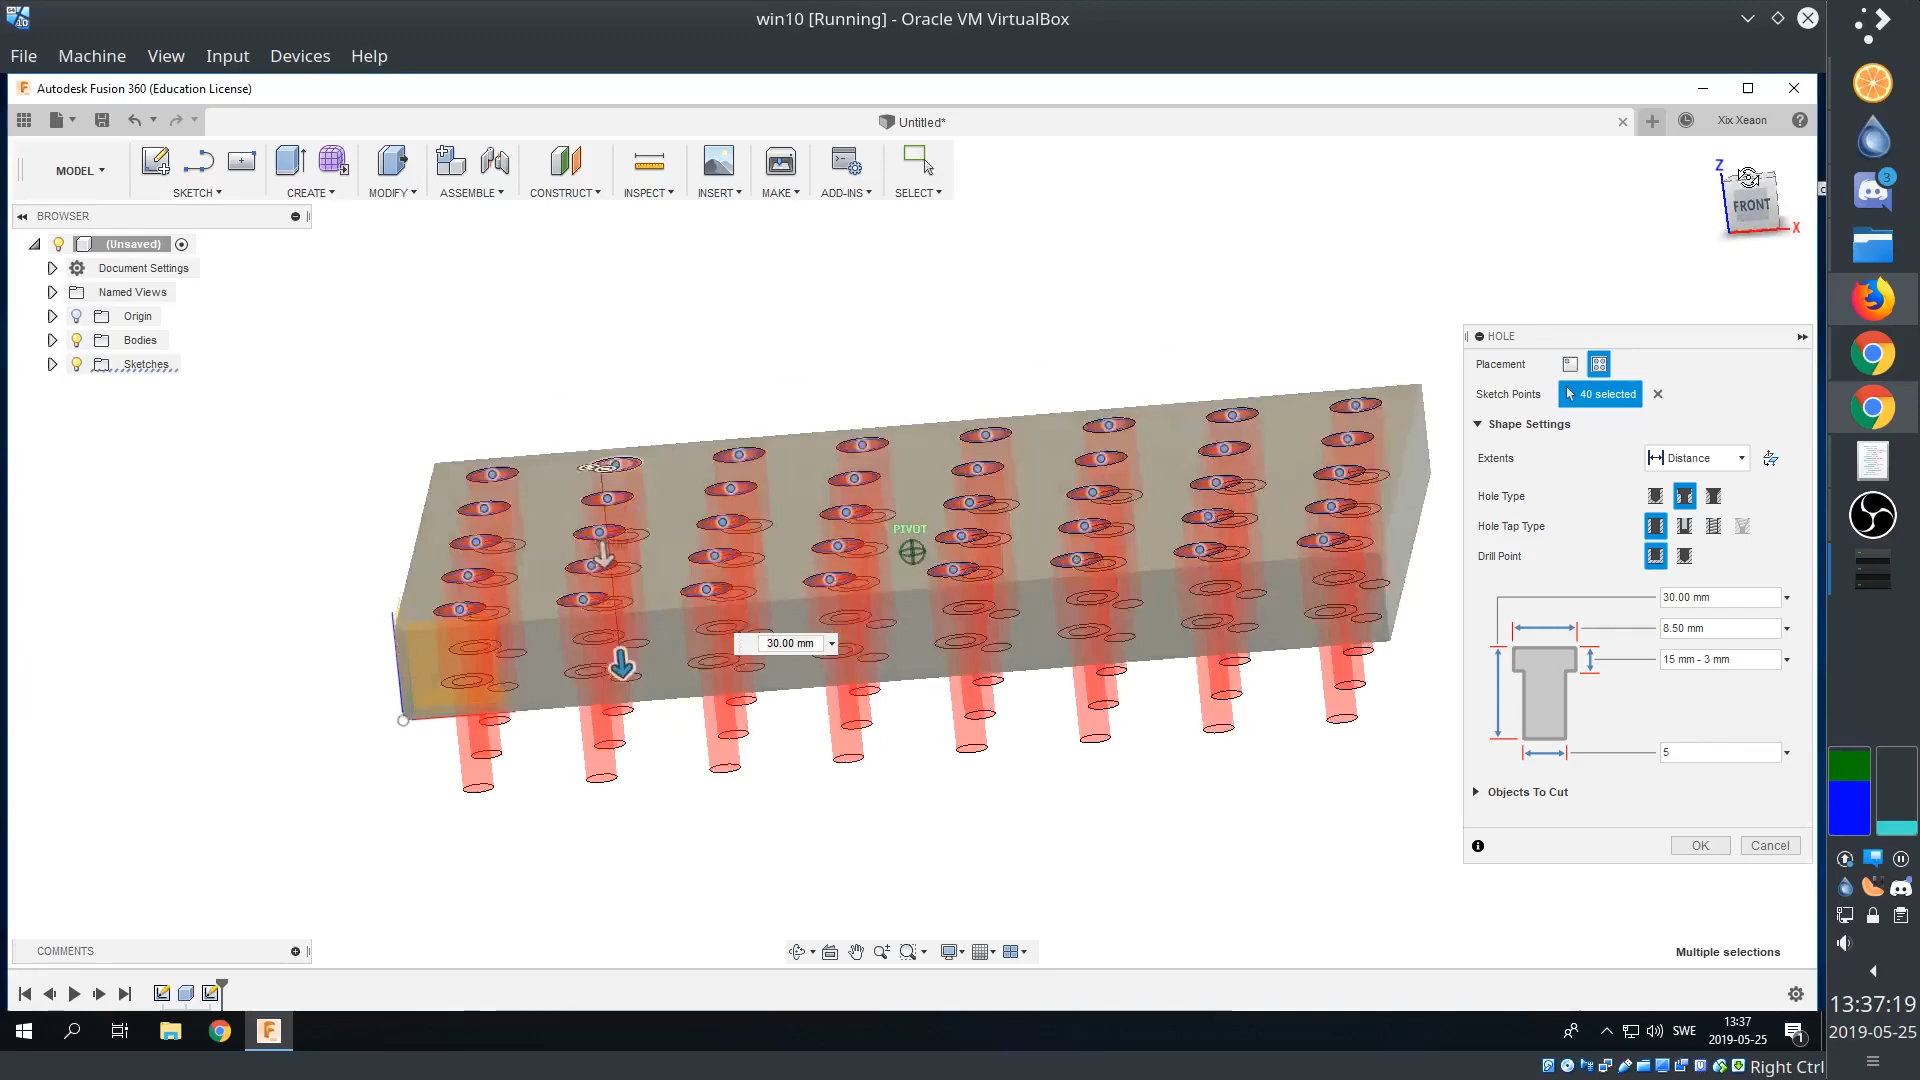 win10 [Running] - Oracle VM VirtualBox
File Machine View Input Devices Help
Autodesk Fusion 360 (Education License)
Untitled*
Xix Xeaon
MODEL
SKETCH CREATE MODIFY ASSEMBLE CONSTRUCT INSPECT INSERT MAKE ADD-INS SELECT
BROWSER
(Unsaved)
Document Settings
Named Views
Origin
Bodies
Sketches
Z
FRONT
X
3
PIVOT
30.00 mm
HOLE
Placement
Sketch Points 40 selected
Shape Settings
Extents Distance
Hole Type
Hole Tap Type
Drill Point
30.00 mm
8.50 mm
15 mm - 3 mm
5
Objects To Cut
OK Cancel
COMMENTS
Multiple selections
SWE
13:37
2019-05-25
1
13:37:19
2019-05-25
Right Ctrl